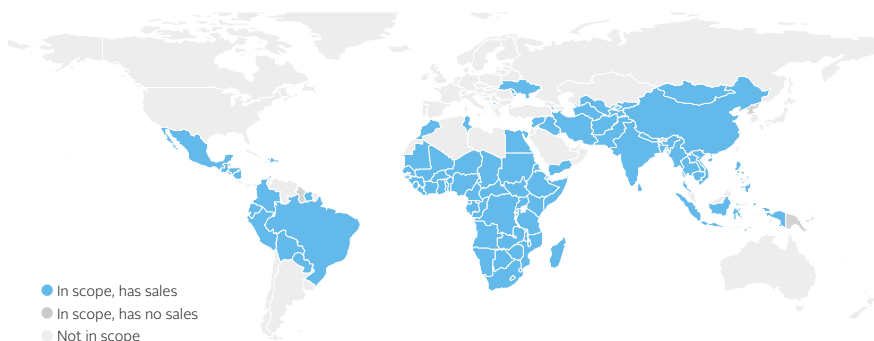 In scope, has sales
In scope, has no sales
Not in scope